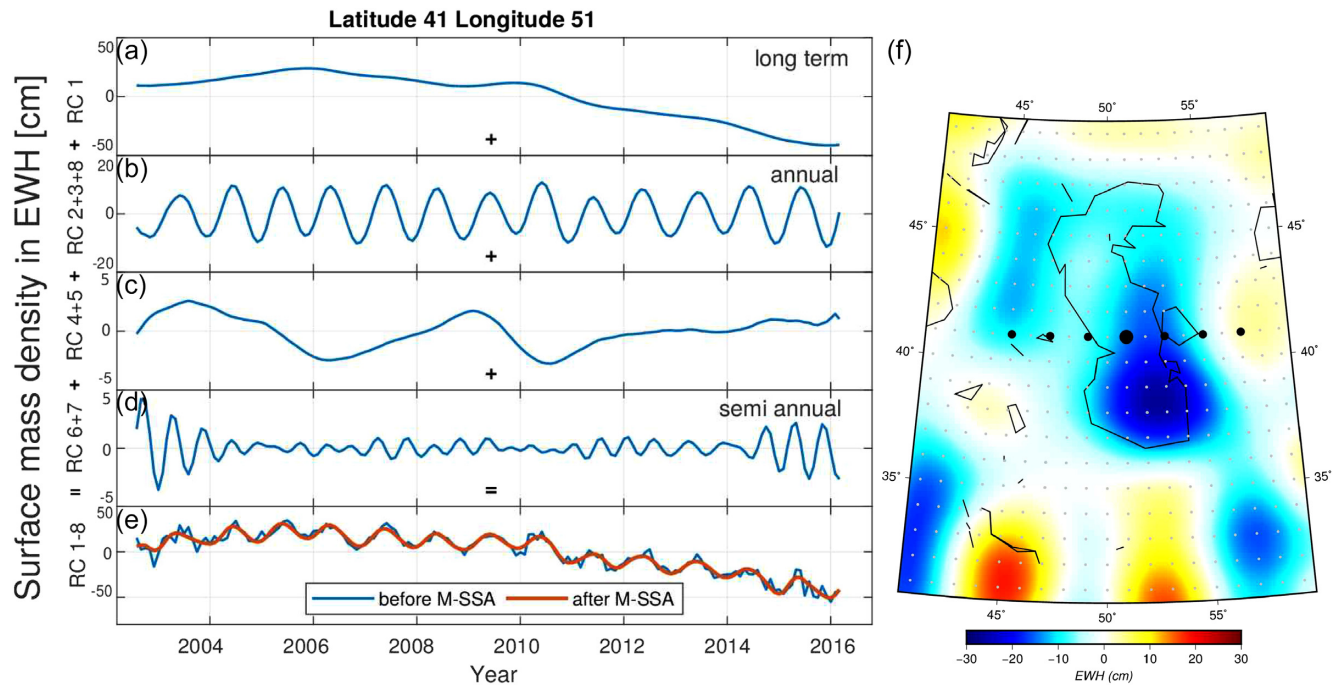 Latitude 41 Longitude 51
Surface mass density in EWH [cm]
(a)
long term
50
0
-50
RC 1
+
+
(b)
annual
20
0
-20
RC 2+3+8
+
+
(c)
5
0
-5
RC 4+5
+
+
(d)
semi annual
5
0
-5
RC 6+7
=
=
(e)
50
0
-50
RC 1-8
before M-SSA
after M-SSA
2004 2006 2008 2010 2012 2014 2016
Year
(f)
45° 50° 55°
45° 45°
40° 40°
35° 35°
45° 50° 55°
−30 −20 −10 0 10 20 30
EWH (cm)